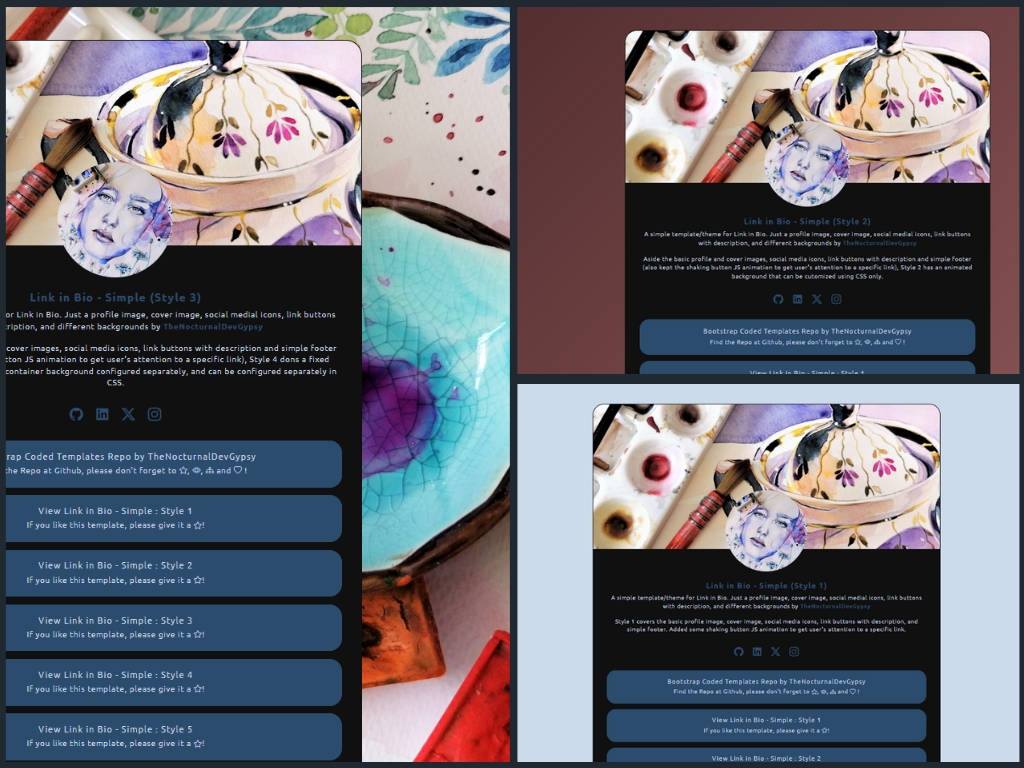 Link in Bio - Simple (Style 3)
or Link in Bio. Just a profile image, cover image, social medial icons, link buttons
cription, and different backgrounds by TheNocturnalDevGypsy
cover images, social media icons, link buttons with description and simple footer
tton JS animation to get user's attention to a specific link), Style 4 dons a fixed
container background configured separately, and can be configured separately in
CSS.
rap Coded Templates Repo by TheNocturnalDevGypsy
the Repo at Github, please don't forget to ☆, 👁, and ♡ !
View Link in Bio - Simple : Style 1
If you like this template, please give it a ☆!
View Link in Bio - Simple : Style 2
If you like this template, please give it a ☆!
View Link in Bio - Simple : Style 3
If you like this template, please give it a ☆!
View Link in Bio - Simple : Style 4
If you like this template, please give it a ☆!
View Link in Bio - Simple : Style 5
If you like this template, please give it a ☆!
Link in Bio - Simple (Style 2)
A simple template/theme for Link in Bio. Just a profile image, cover image, social medial icons, link buttons
with description, and different backgrounds by TheNocturnalDevGypsy
Aside the basic profile and cover images, social media icons, link buttons with description and simple footer
(also kept the shaking button JS animation to get user's attention to a specific link), Style 2 has an animated
background that can be cutomized using CSS only.
Bootstrap Coded Templates Repo by TheNocturnalDevGypsy
Find the Repo at Github, please don't forget to ☆, 👁, and ♡ !
View Link in Bio - Simple : Style 1
Link in Bio - Simple (Style 1)
A simple template/theme for Link in Bio. Just a profile image, cover image, social medial icons, link buttons
with description, and different backgrounds by TheNocturnalDevGypsy
Style 1 covers the basic profile image, cover image, social media icons, link buttons with description, and
simple footer. Added some shaking button JS animation to get user's attention to a specific link.
Bootstrap Coded Templates Repo by TheNocturnalDevGypsy
Find the Repo at Github, please don't forget to ☆, 👁, and ♡ !
View Link in Bio - Simple : Style 1
If you like this template, please give it a ☆!
View Link in Bio - Simple : Style 2